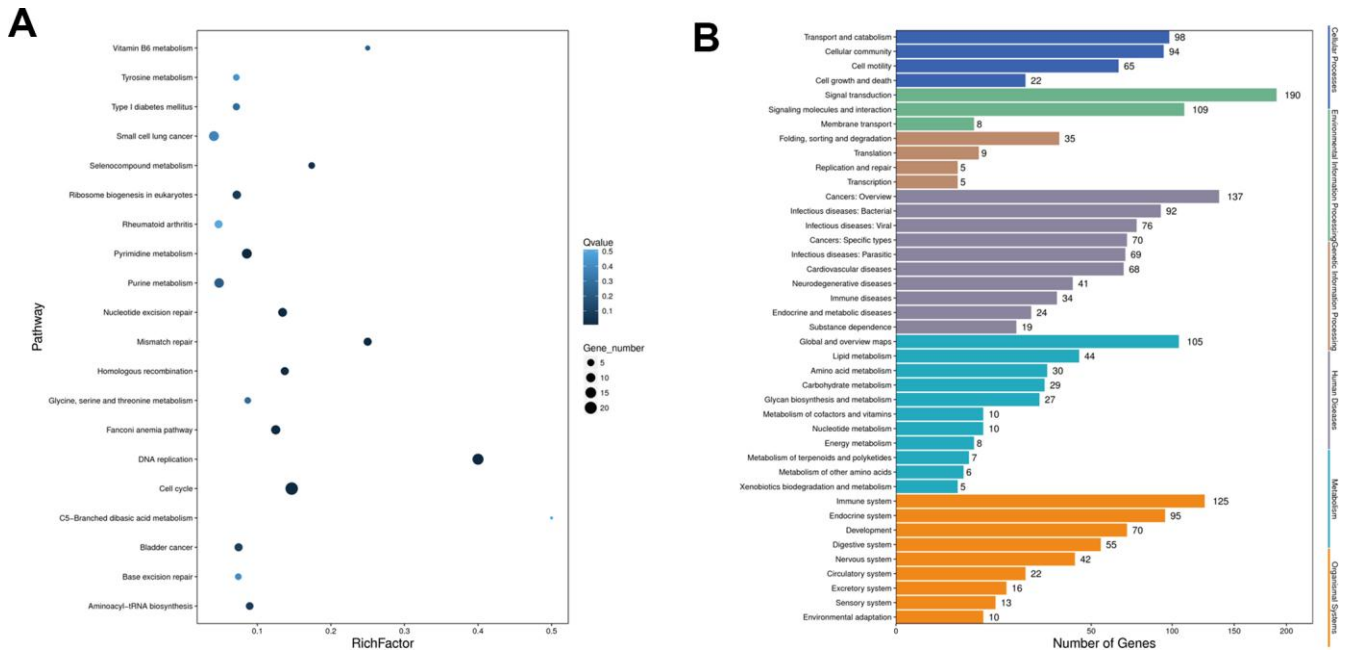 A
Vitamin B6 metabolism
Tyrosine metabolism
Type I diabetes mellitus
Small cell lung cancer
Selenocompound metabolism
Ribosome biogenesis in eukaryotes
Rheumatoid arthritis
Pyrimidine metabolism
Purine metabolism
Nucleotide excision repair
Mismatch repair
Homologous recombination
Glycine, serine and threonine metabolism
Fanconi anemia pathway
DNA replication
Cell cycle
C5−Branched dibasic acid metabolism
Bladder cancer
Base excision repair
Aminoacyl−tRNA biosynthesis
Pathway
0.1 0.2 0.3 0.4 0.5
RichFactor
Qvalue
0.5
0.4
0.3
0.2
0.1
Gene_number
5
10
15
20
B
Transport and catabolism 98
Cellular community 94
Cell motility 65
Cell growth and death 22
Signal transduction 190
Signaling molecules and interaction 109
Membrane transport 8
Folding, sorting and degradation 35
Translation 9
Replication and repair 5
Transcription 5
Cancers: Overview 137
Infectious diseases: Bacterial 92
Infectious diseases: Viral 76
Cancers: Specific types 70
Infectious diseases: Parasitic 69
Cardiovascular diseases 68
Neurodegenerative diseases 41
Immune diseases 34
Endocrine and metabolic diseases 24
Substance dependence 19
Global and overview maps 105
Lipid metabolism 44
Amino acid metabolism 30
Carbohydrate metabolism 29
Glycan biosynthesis and metabolism 27
Metabolism of cofactors and vitamins 10
Nucleotide metabolism 10
Energy metabolism 8
Metabolism of terpenoids and polyketides 7
Metabolism of other amino acids 6
Xenobiotics biodegradation and metabolism 5
Immune system 125
Endocrine system 95
Development 70
Digestive system 55
Nervous system 42
Circulatory system 22
Excretory system 16
Sensory system 13
Environmental adaptation 10
0 50 100 150 200
Number of Genes
Cellular Processes
Environmental Information Processing
Genetic Information Processing
Human Diseases
Metabolism
Organismal Systems